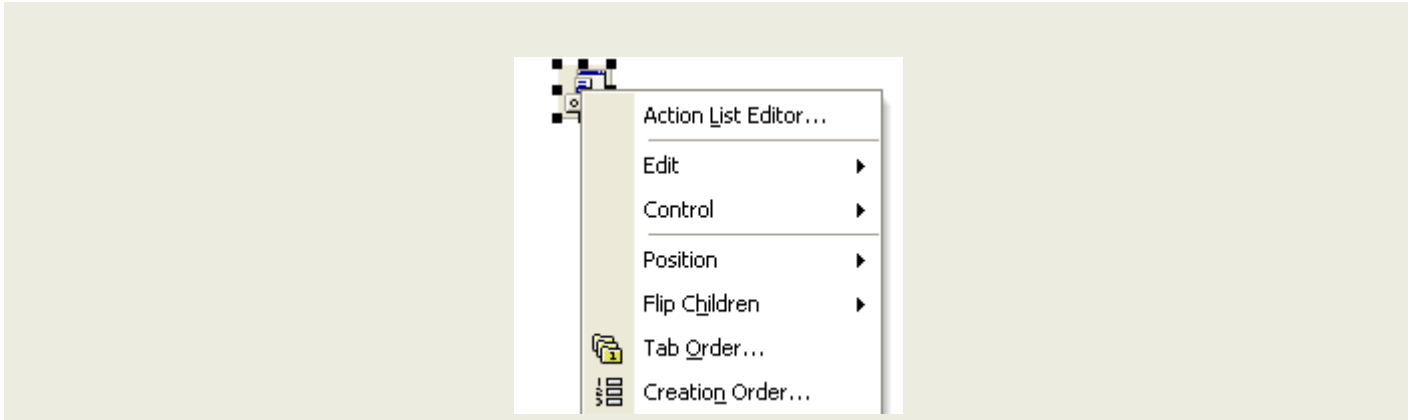 Action List Editor...
Edit
Control
Position
Flip Children
Tab Order...
Creation Order...